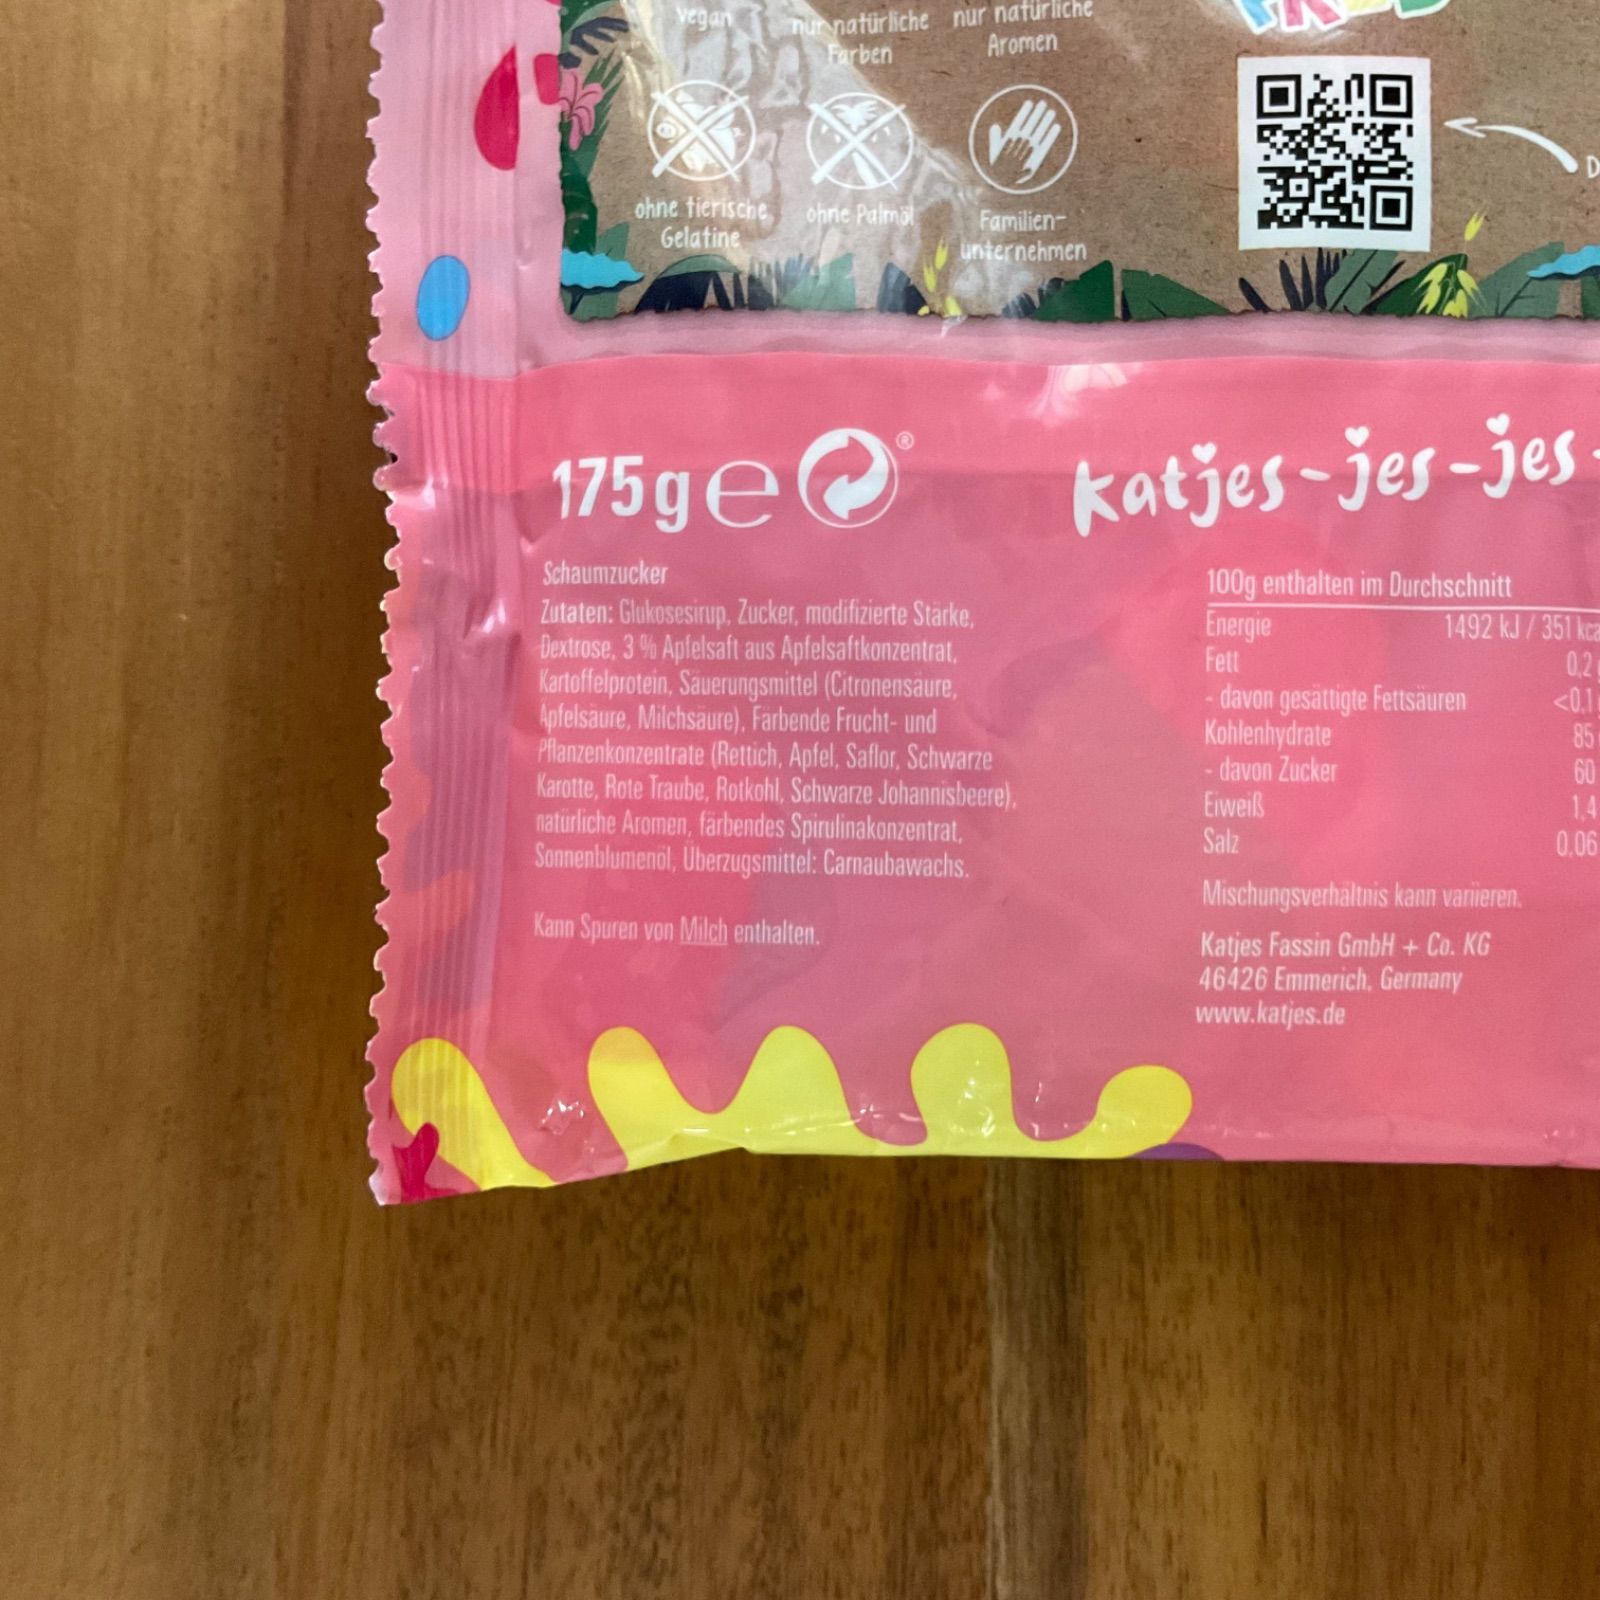 vegan
nur natürliche
Farben
nur natürliche
Aromen
ohne tierische
Gelatine
ohne Palmöl
Familien-
unternehmen
175g e ®
katjes-jes-jes-
Schaumzucker
Zutaten: Glukosesirup, Zucker, modifizierte Stärke,
Dextrose, 3 % Apfelsaft aus Apfelsaftkonzentrat,
Kartoffelprotein, Säuerungsmittel (Citronensäure,
Äpfelsäure, Milchsäure), Färbende Frucht- und
Pflanzenkonzentrate (Rettich, Apfel, Saflor, Schwarze
Karotte, Rote Traube, Rotkohl, Schwarze Johannisbeere),
natürliche Aromen, färbendes Spirulinakonzentrat,
Sonnenblumenöl, Überzugsmittel: Carnaubawachs.
Kann Spuren von Milch enthalten.
100g enthalten im Durchschnitt
Energie 1492 kJ / 351 kca
Fett 0,2 g
- davon gesättigte Fettsäuren <0,1
Kohlenhydrate 85
- davon Zucker 60
Eiweiß 1,4
Salz 0,06
Mischungsverhältnis kann variieren.
Katjes Fassin GmbH + Co. KG
46426 Emmerich, Germany
www.katjes.de